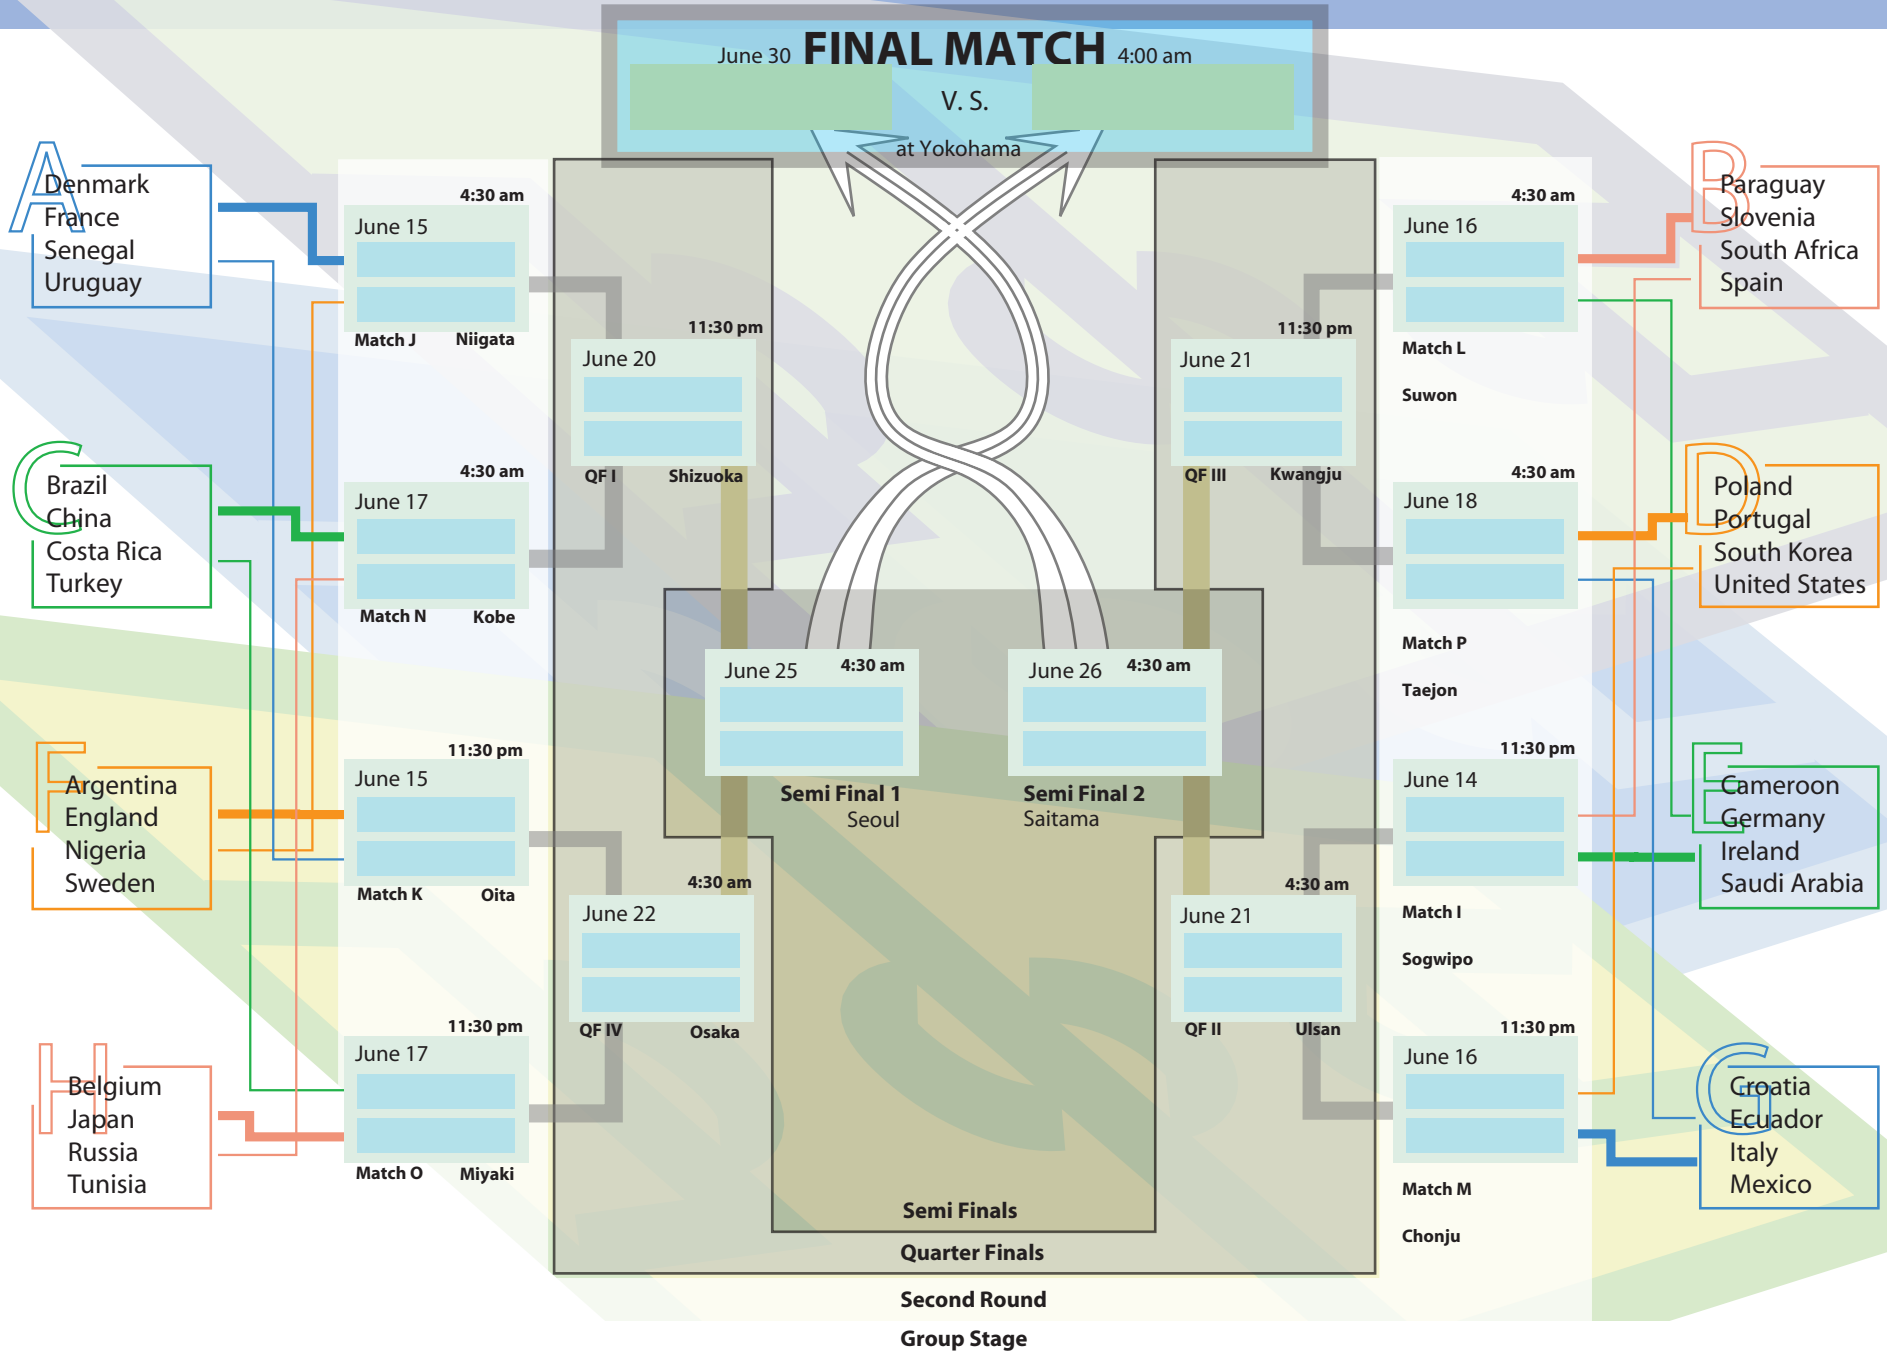 June 30 FINAL MATCH 4:00 am
V. S.
at Yokohama
A
Denmark
France
Senegal
Uruguay
C
Brazil
China
Costa Rica
Turkey
F
Argentina
England
Nigeria
Sweden
H
Belgium
Japan
Russia
Tunisia
4:30 am
June 15
Match J Niigata
4:30 am
June 17
Match N Kobe
11:30 pm
June 15
Match K Oita
11:30 pm
June 17
Match O Miyaki
11:30 pm
June 20
QF I Shizuoka
4:30 am
June 22
QF IV Osaka
June 25 4:30 am
Semi Final 1
Seoul
June 26 4:30 am
Semi Final 2
Saitama
11:30 pm
June 21
QF III Kwangju
4:30 am
June 21
QF II Ulsan
4:30 am
June 16
Match L
Suwon
4:30 am
June 18
Match P
Taejon
11:30 pm
June 14
Match I
Sogwipo
11:30 pm
June 16
Match M
Chonju
B
Paraguay
Slovenia
South Africa
Spain
D
Poland
Portugal
South Korea
United States
E
Cameroon
Germany
Ireland
Saudi Arabia
G
Croatia
Ecuador
Italy
Mexico
Semi Finals
Quarter Finals
Second Round
Group Stage